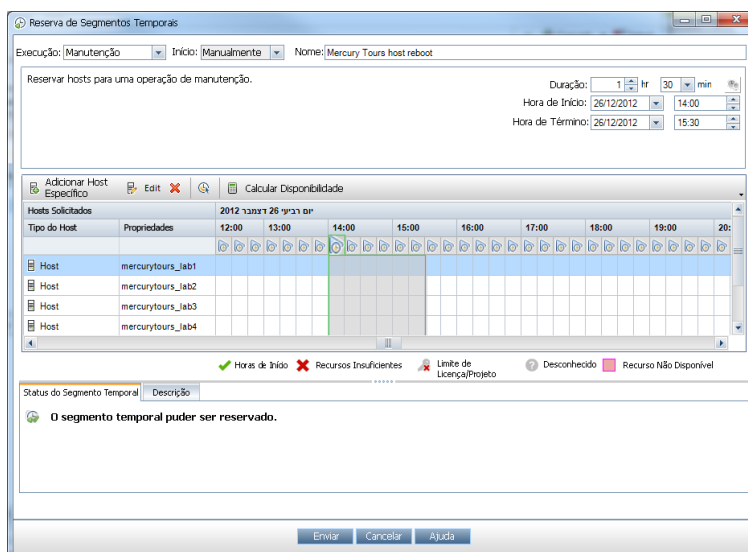 Reserva de Segmentos Temporais
Execução: Manutenção Início: Manualmente Nome: Mercury Tours host reboot
Reservar hosts para uma operação de manutenção.
Duração: 1 hr 30 min
Hora de Início: 26/12/2012 14:00
Hora de Término: 26/12/2012 15:30
Adicionar Host
Específico
Edit
Calcular Disponibilidade
Hosts Solicitados
יום רביעי 26 דצמבר 2012
Tipo do Host Propriedades 12:00 13:00 14:00 15:00 16:00 17:00 18:00 19:00 20:
Host mercurytours_lab1
Host mercurytours_lab2
Host mercurytours_lab3
Host mercurytours_lab4
Horas de Início Recursos Insuficientes Limite de
Licença/Projeto
Desconhecido Recurso Não Disponível
Status do Segmento Temporal Descrição
O segmento temporal puder ser reservado.
Enviar Cancelar Ajuda